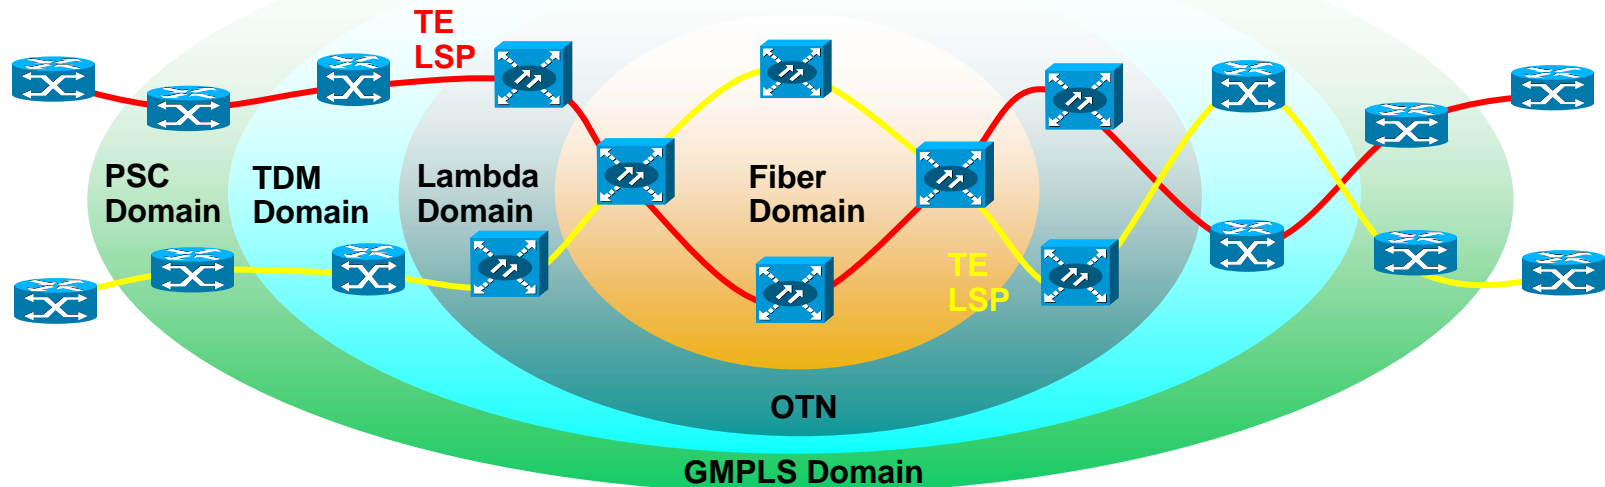 TE
LSP
PSC
Domain
TDM
Domain
Lambda
Domain
Fiber
Domain
TE
LSP
OTN
GMPLS Domain